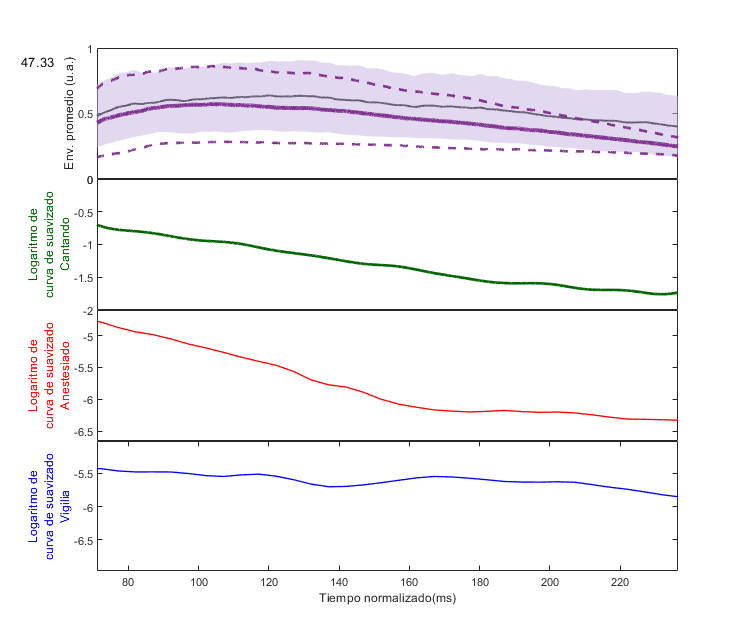 47.33
Env. promedio (u.a.)
1
0.5
0
Logaritmo de
curva de suavizado
Cantando
-0.5
-1
-1.5
-2
Logaritmo de
curva de suavizado
Anestesiado
-5
-5.5
-6
-6.5
Logaritmo de
curva de suavizado
Vigilia
-5.5
-6
-6.5
80 100 120 140 160 180 200 220
Tiempo normalizado(ms)